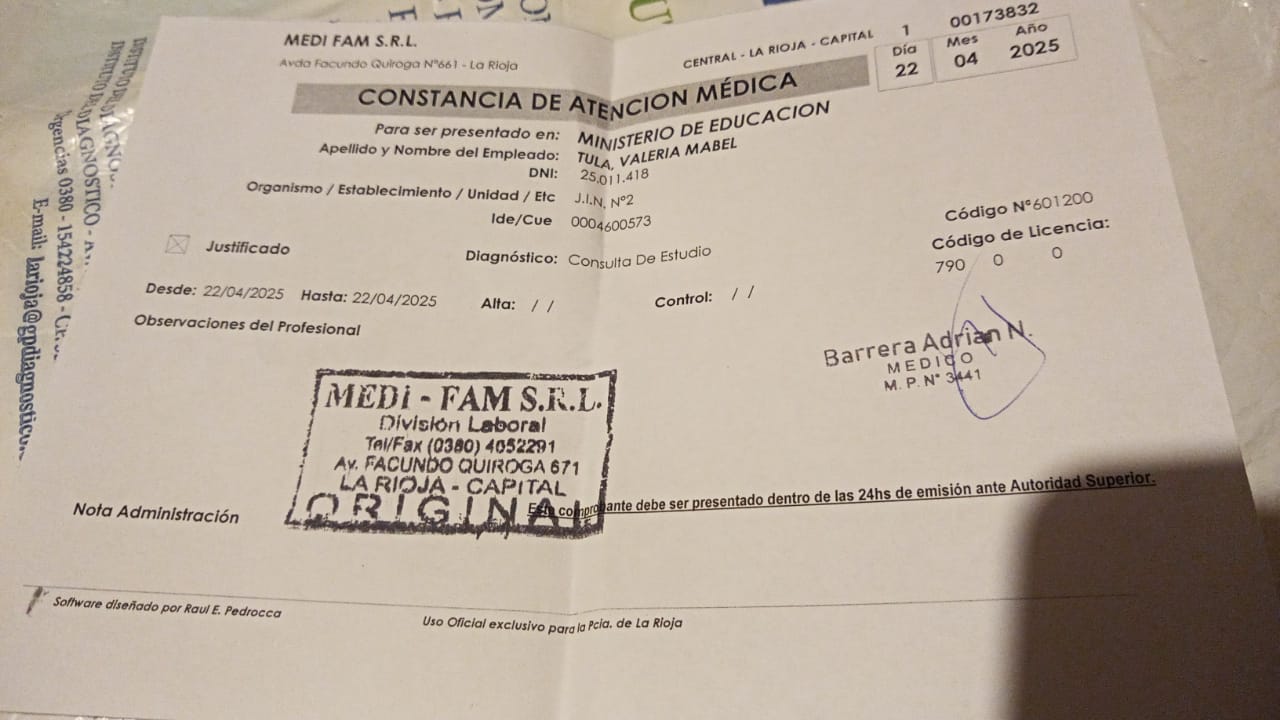 MEDI FAM S.R.L.
Avda Facundo Quiroga N°661 - La Rioja
CENTRAL - LA RIOJA - CAPITAL 1 00173832
Día Mes Año
22 04 2025
CONSTANCIA DE ATENCION MÉDICA
Para ser presentado en: MINISTERIO DE EDUCACION
Apellido y Nombre del Empleado: TULA, VALERIA MABEL
DNI: 25.011.418
Organismo / Establecimiento / Unidad / Etc J.I.N. N°2
Ide/Cue 0004600573
Código N°601200
Código de Licencia:
790 0 0
Justificado
Diagnóstico: Consulta De Estudio
Desde: 22/04/2025 Hasta: 22/04/2025 Alta: / / Control: / /
Observaciones del Profesional
Barrera Adrian N.
MEDICO
M. P. N° 3441
MEDI - FAM S.R.L.
División Laboral
Tel/Fax (0380) 4052291
Av. FACUNDO QUIROGA 671
LA RIOJA - CAPITAL
ORIGINAL
Este comprobante debe ser presentado dentro de las 24hs de emisión ante Autoridad Superior.
Nota Administración
Software diseñado por Raul E. Pedrocca
Uso Oficial exclusivo para la Pcia. de La Rioja
DIAGNOSTICO -
0380 - 154224858 -
E-mail: larioja@gpdiagnostico